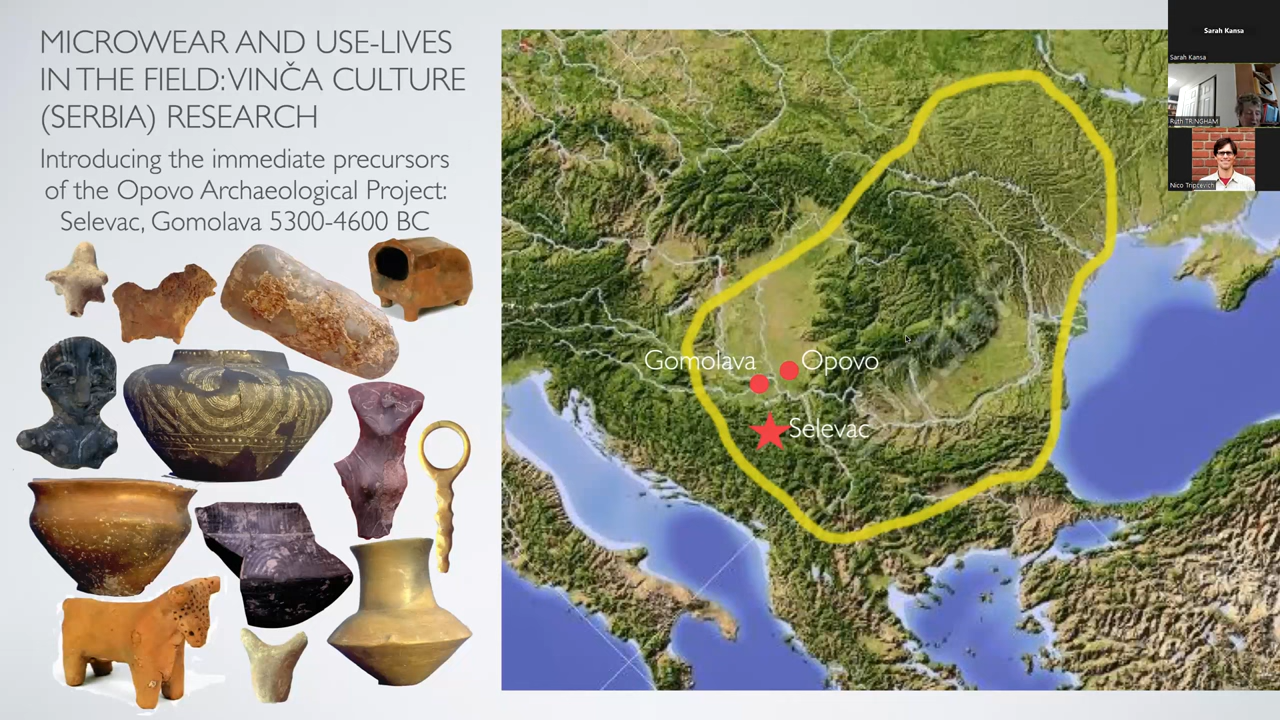 MICROWEAR AND USE-LIVES
IN THE FIELD: VINČA CULTURE
(SERBIA) RESEARCH
Introducing the immediate precursors
of the Opovo Archaeological Project:
Selevac, Gomolava 5300-4600 BC
Gomolava
Opovo
Selevac
Sarah Kansa
Sarah Kansa
Ruth TRINGHAM
Nico Tripcevich